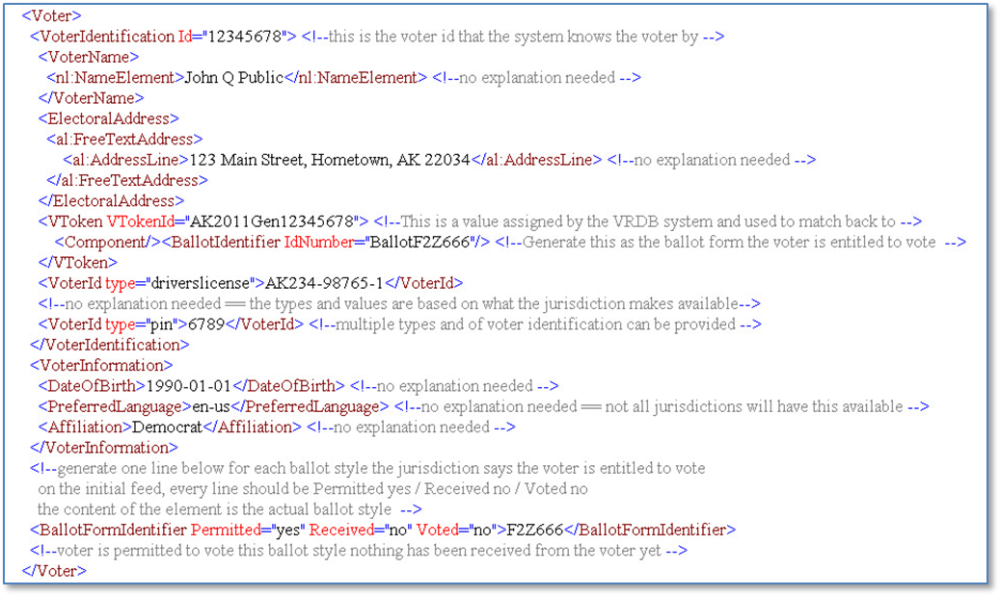 <Voter>
<VoterIdentification Id="12345678"> <!--this is the voter id that the system knows the voter by -->
<VoterName>
<nl:NameElement>John Q Public</nl:NameElement> <!--no explanation needed -->
</VoterName>
<ElectoralAddress>
<al:FreeTextAddress>
<al:AddressLine>123 Main Street, Hometown, AK 22034</al:AddressLine> <!--no explanation needed -->
</al:FreeTextAddress>
</ElectoralAddress>
<VToken VTokenId="AK2011Gen12345678"> <!--This is a value assigned by the VRDB system and used to match back to -->
<Component/><BallotIdentifier IdNumber="BallotF2Z666"/> <!--Generate this as the ballot form the voter is entitled to vote -->
</VToken>
<VoterId type="driverslicense">AK234-98765-1</VoterId>
<!--no explanation needed == the types and values are based on what the jurisdiction makes available-->
<VoterId type="pin">6789</VoterId> <!--multiple types and of voter identification can be provided -->
</VoterIdentification>
<VoterInformation>
<DateOfBirth>1990-01-01</DateOfBirth> <!--no explanation needed -->
<PreferredLanguage>en-us</PreferredLanguage> <!--no explanation needed == not all jurisdictions will have this available -->
<Affiliation>Democrat</Affiliation> <!--no explanation needed -->
</VoterInformation>
<!--generate one line below for each ballot style the jurisdiction says the voter is entitled to vote
on the initial feed, every line should be Permitted yes / Received no / Voted no
the content of the element is the actual ballot style -->
<BallotFormIdentifier Permitted="yes" Received="no" Voted="no">F2Z666</BallotFormIdentifier>
<!--voter is permitted to vote this ballot style nothing has been received from the voter yet -->
</Voter>